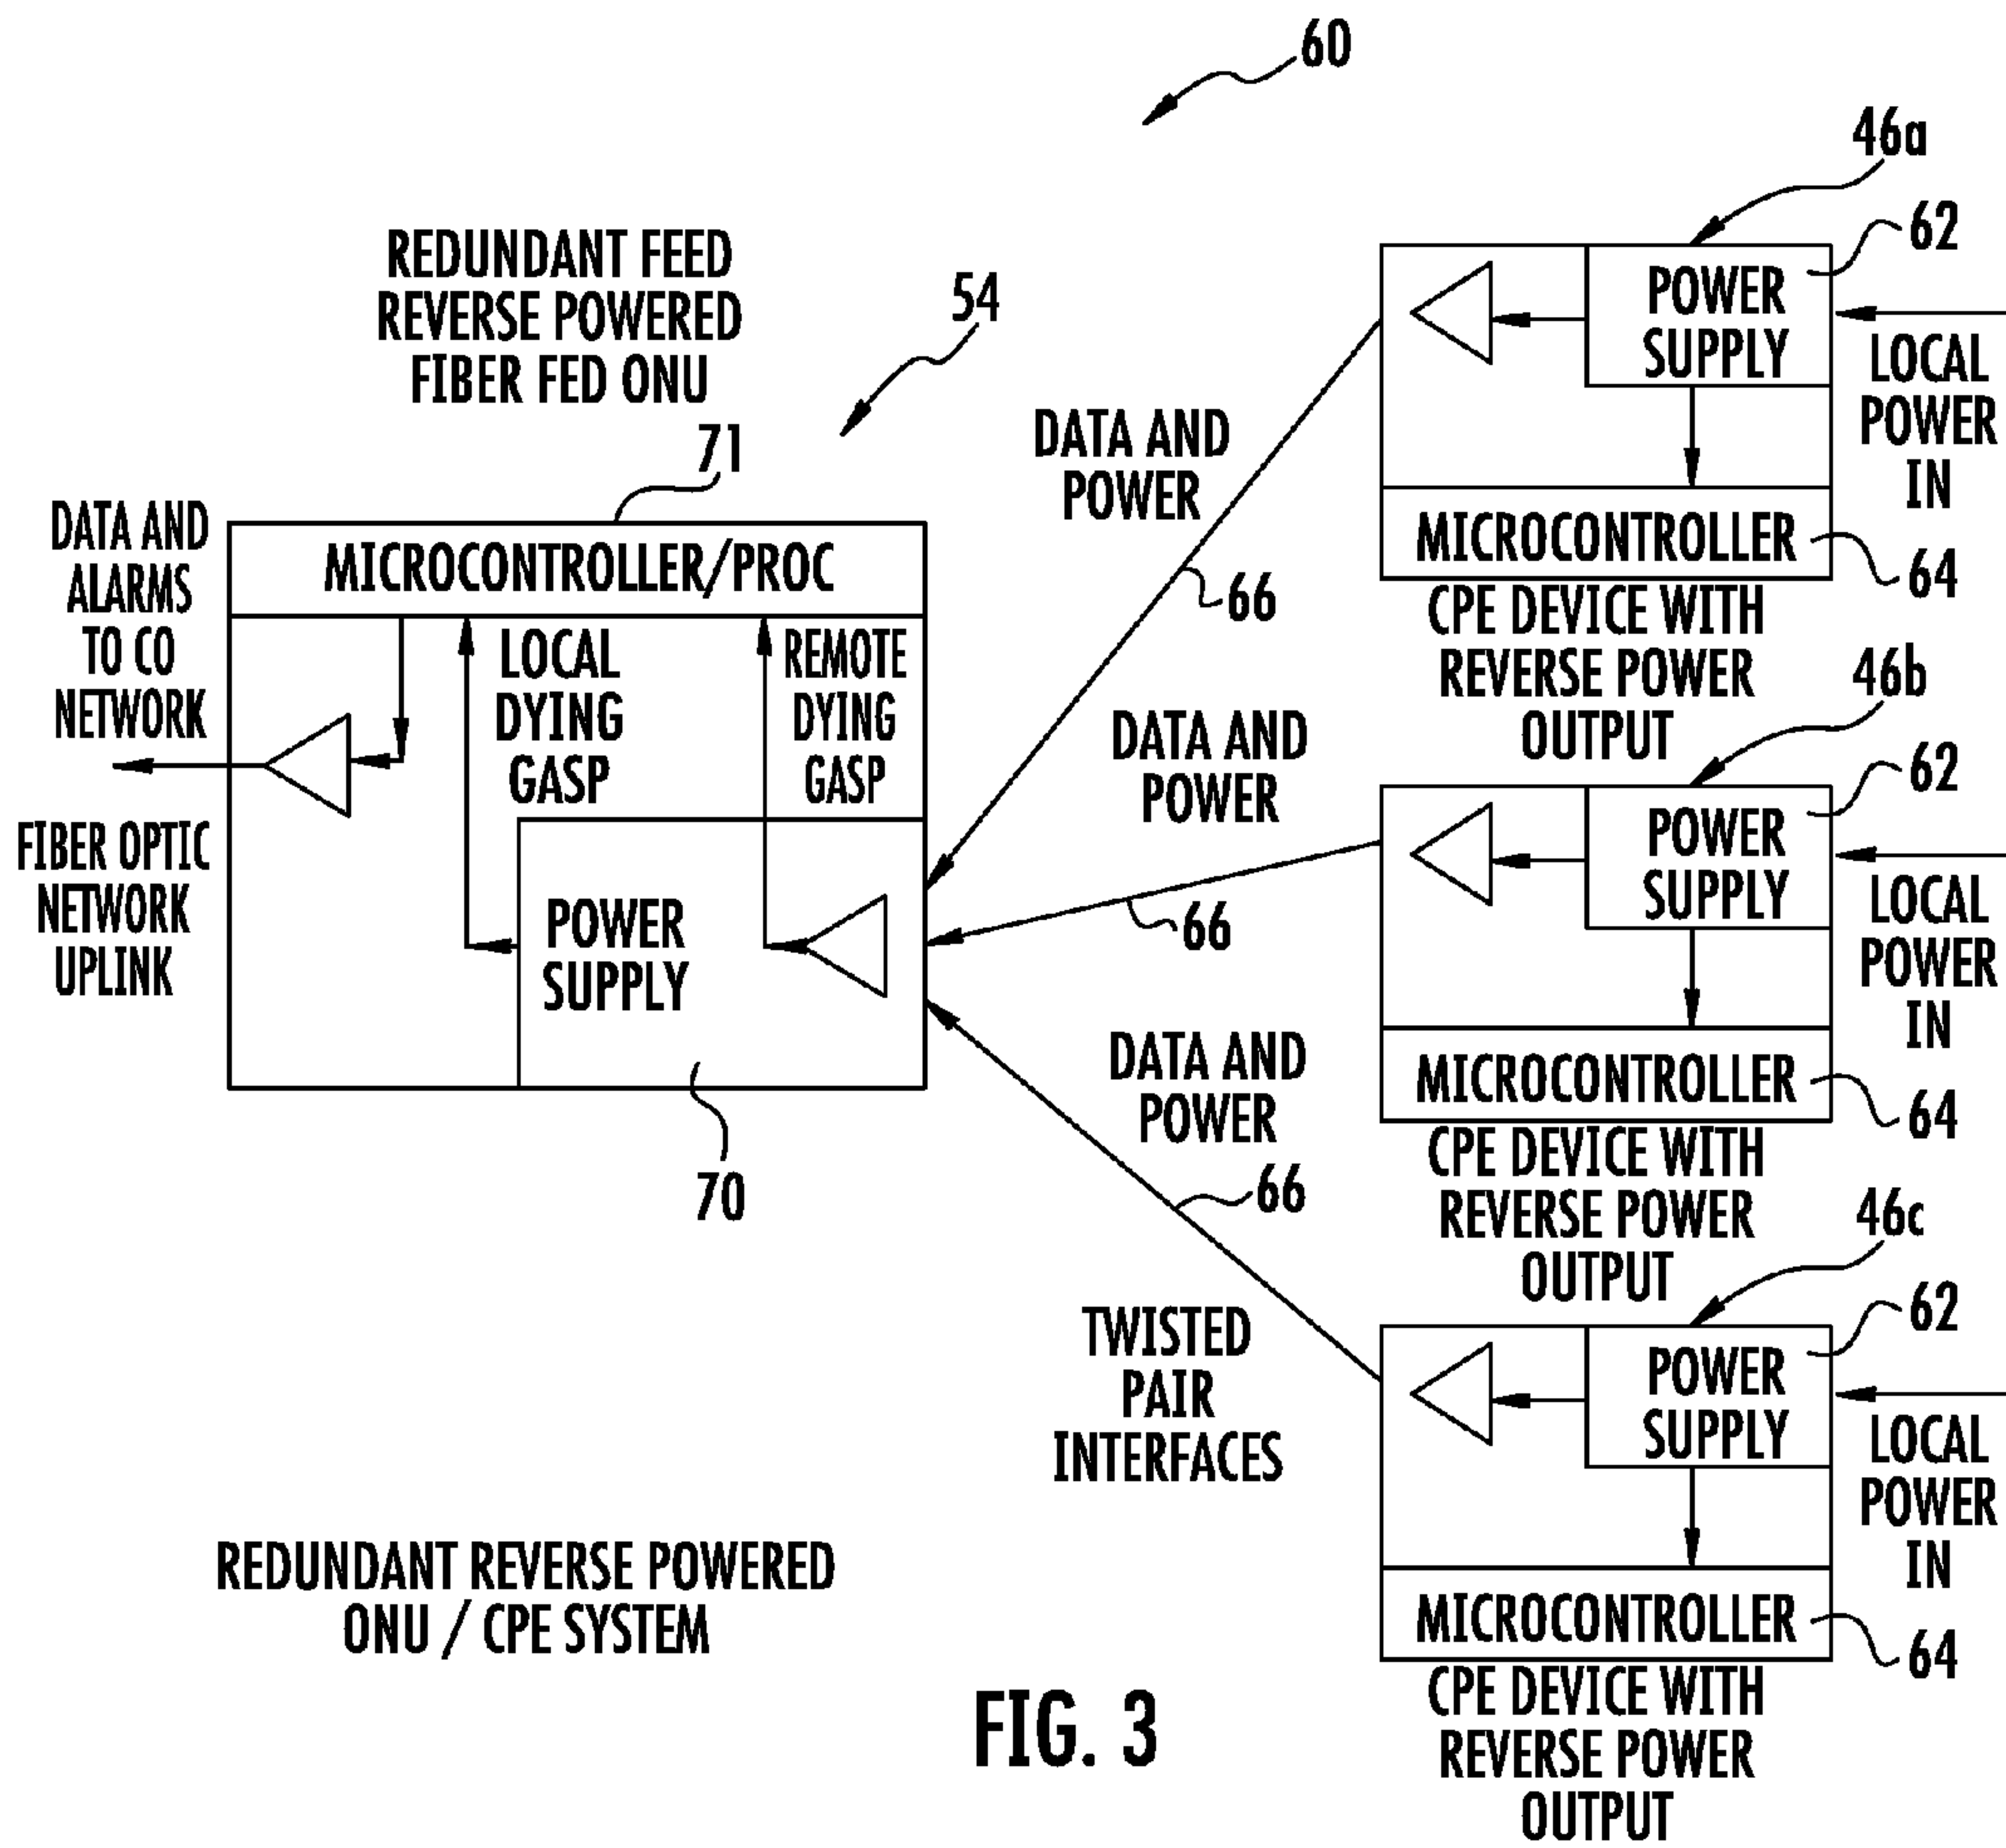 60
REDUNDANT FEED
REVERSE POWERED
FIBER FED ONU
54
71
DATA AND
ALARMS
TO CO
NETWORK
FIBER OPTIC
NETWORK
UPLINK
MICROCONTROLLER/PROC
LOCAL
DYING
GASP
REMOTE
DYING
GASP
POWER
SUPPLY
70
DATA AND
POWER
66
DATA AND
POWER
66
DATA AND
POWER
66
TWISTED
PAIR
INTERFACES
46a
62
POWER
SUPPLY
LOCAL
POWER
IN
MICROCONTROLLER
64
CPE DEVICE WITH
REVERSE POWER
OUTPUT
46b
62
POWER
SUPPLY
LOCAL
POWER
IN
MICROCONTROLLER
64
CPE DEVICE WITH
REVERSE POWER
OUTPUT
46c
62
POWER
SUPPLY
LOCAL
POWER
IN
MICROCONTROLLER
64
CPE DEVICE WITH
REVERSE POWER
OUTPUT
REDUNDANT REVERSE POWERED
ONU / CPE SYSTEM
FIG. 3